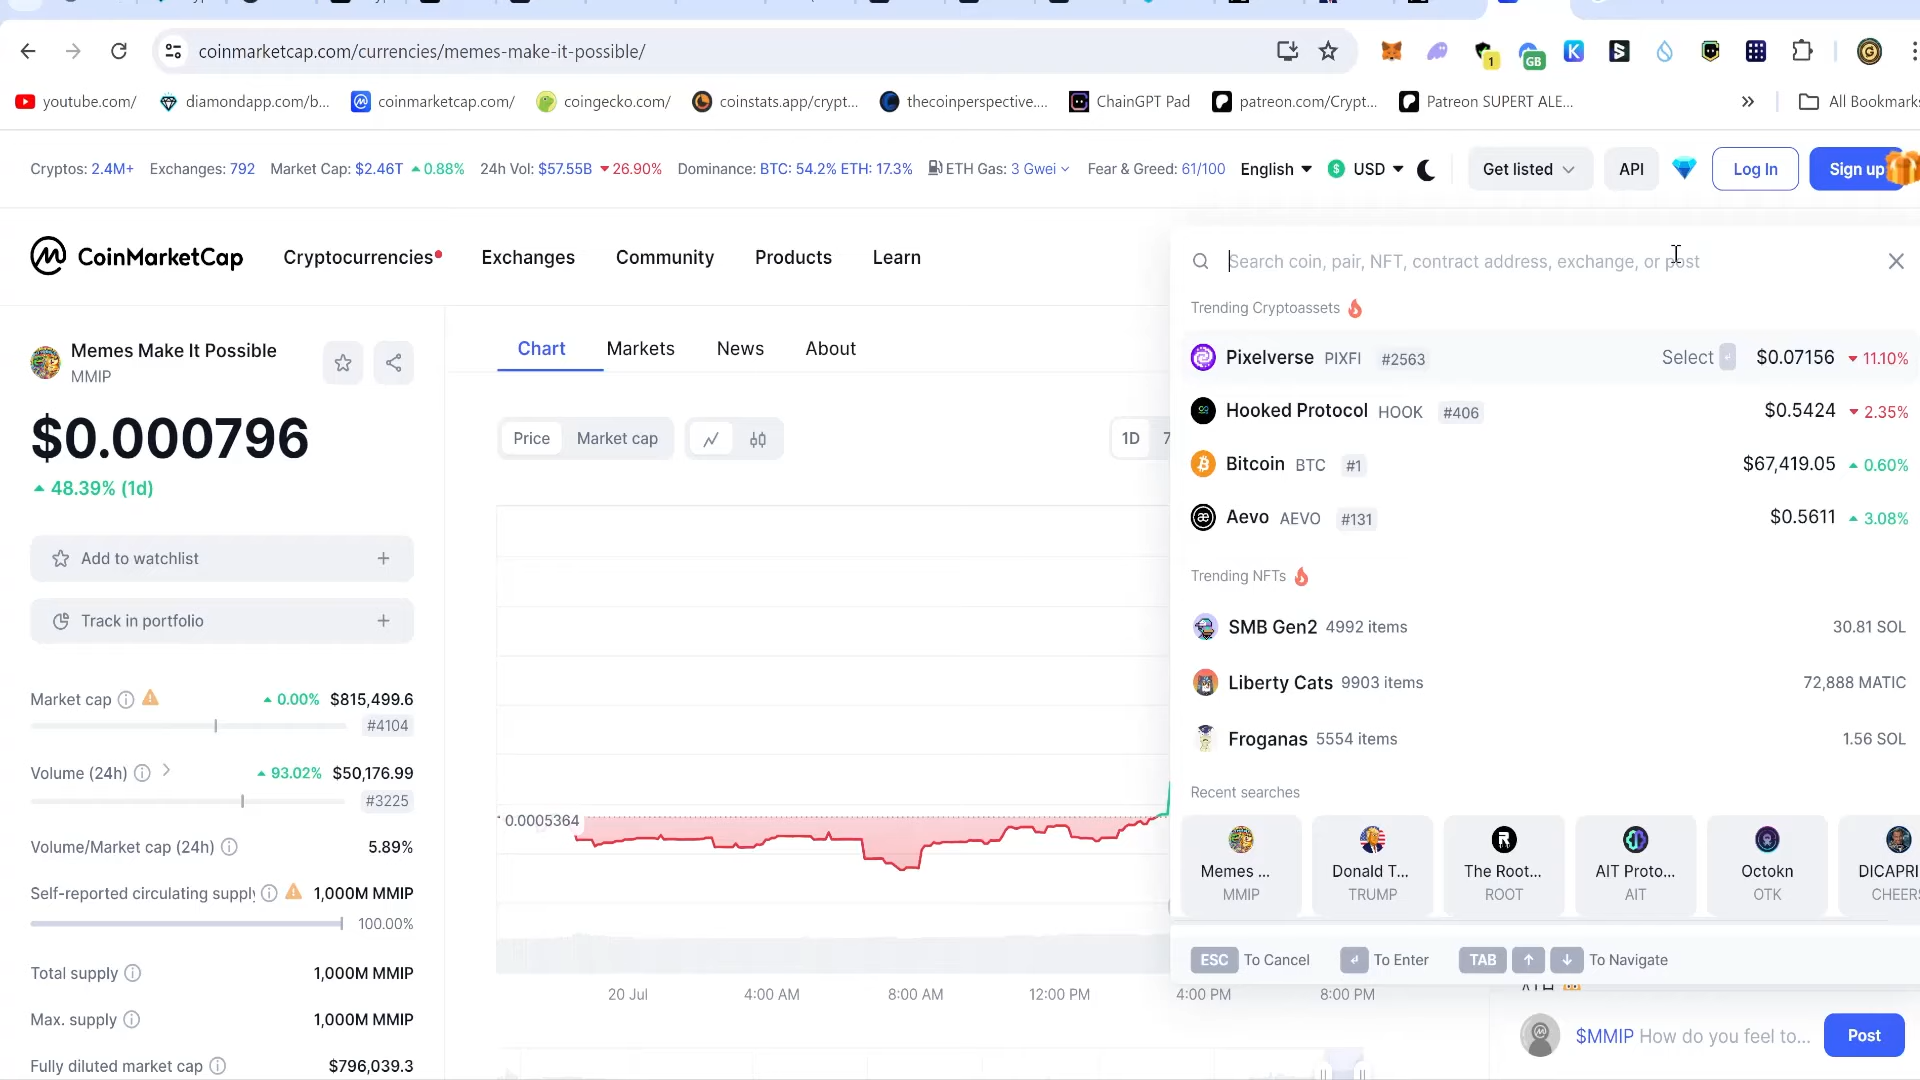 coinmarketcap.com/currencies/memes-make-it-possible/
1
GB
youtube.com/
diamondapp.com/b...
coinmarketcap.com/
coingecko.com/
coinstats.app/crypt...
thecoinperspective....
ChainGPT Pad
patreon.com/Crypt...
Patreon SUPERT ALE...
All Bookmarks
Cryptos: 2.4M+ Exchanges: 792 Market Cap: $2.46T 0.88% 24h Vol: $57.55B 26.90% Dominance: BTC: 54.2% ETH: 17.3% ETH Gas: 3 Gwei Fear & Greed: 61/100 English USD Get listed API Log In Sign up
CoinMarketCap Cryptocurrencies Exchanges Community Products Learn
Search coin, pair, NFT, contract address, exchange, or post
Trending Cryptoassets
Pixelverse PIXFI #2563 Select $0.07156 11.10%
Hooked Protocol HOOK #406 $0.5424 2.35%
Bitcoin BTC #1 $67,419.05 0.60%
Aevo AEVO #131 $0.5611 3.08%
Trending NFTs
SMB Gen2 4992 items 30.81 SOL
Liberty Cats 9903 items 72,888 MATIC
Froganas 5554 items 1.56 SOL
Recent searches
Memes ... Donald T... The Root... AIT Proto... Octokn DICAPRI
MMIP TRUMP ROOT AIT OTK CHEERS
ESC To Cancel To Enter TAB To Navigate
Memes Make It Possible
MMIP
$0.000796
48.39% (1d)
Add to watchlist +
Track in portfolio +
Market cap 0.00% $815,499.6
#4104
Volume (24h) 93.02% $50,176.99
#3225
Volume/Market cap (24h) 5.89%
Self-reported circulating supply 1,000M MMIP
100.00%
Total supply 1,000M MMIP
Max. supply 1,000M MMIP
Fully diluted market cap $796,039.3
Chart Markets News About
Price Market cap
1D 7
0.0005364
20 Jul 4:00 AM 8:00 AM 12:00 PM 4:00 PM 8:00 PM
$MMIP How do you feel to... Post